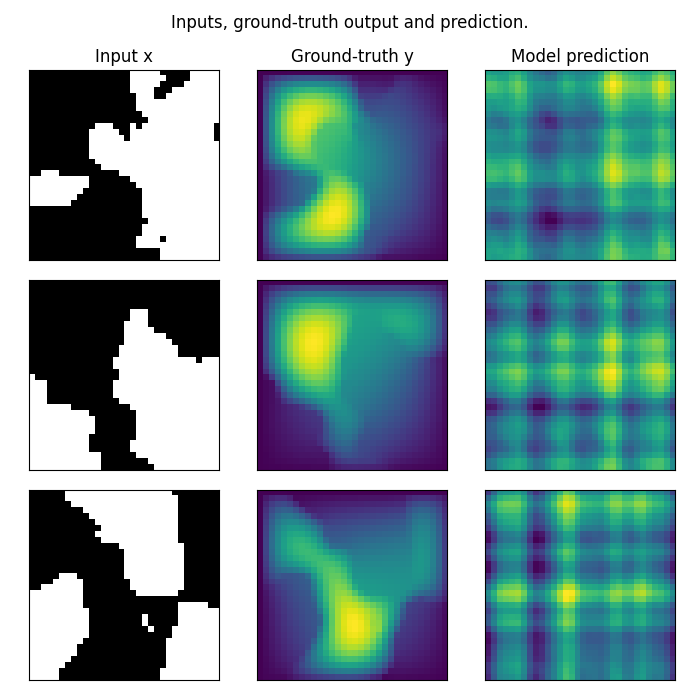 Inputs, ground-truth output and prediction.
Input x
Ground-truth y
Model prediction